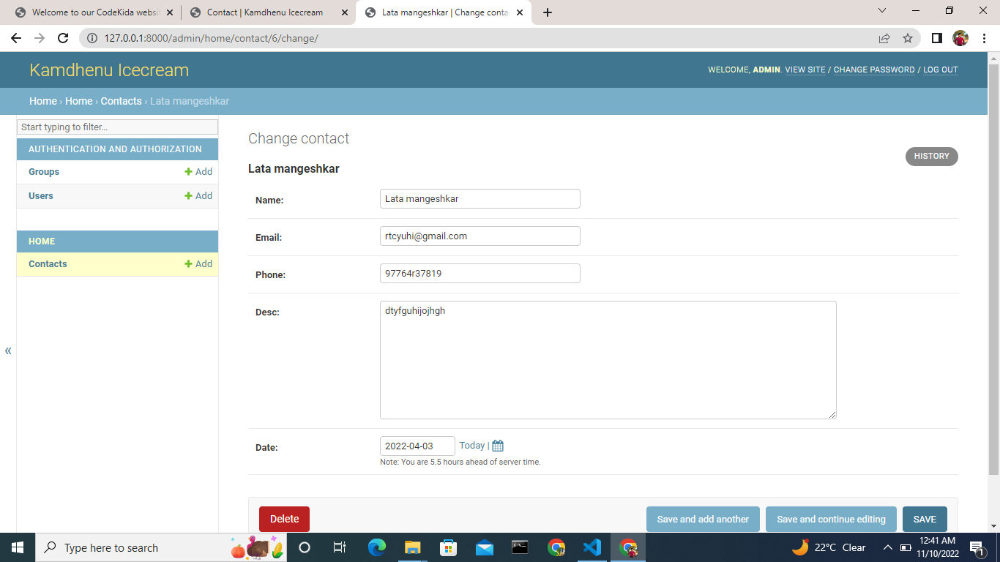 Welcome to our CodeKida websi
Contact | Kamdhenu Icecream
Lata mangeshkar | Change conta
127.0.0.1:8000/admin/home/contact/6/change/
Kamdhenu Icecream
WELCOME, ADMIN. VIEW SITE / CHANGE PASSWORD / LOG OUT
Home › Home › Contacts › Lata mangeshkar
Start typing to filter...
AUTHENTICATION AND AUTHORIZATION
Groups + Add
Users + Add
HOME
Contacts + Add
«
Change contact
HISTORY
Lata mangeshkar
Name: Lata mangeshkar
Email: rtcyuhi@gmail.com
Phone: 97764r37819
Desc: dtyfguhijojhgh
Date: 2022-04-03 Today |
Note: You are 5.5 hours ahead of server time.
Delete Save and add another Save and continue editing SAVE
Type here to search
22°C Clear
12:41 AM
11/10/2022
1